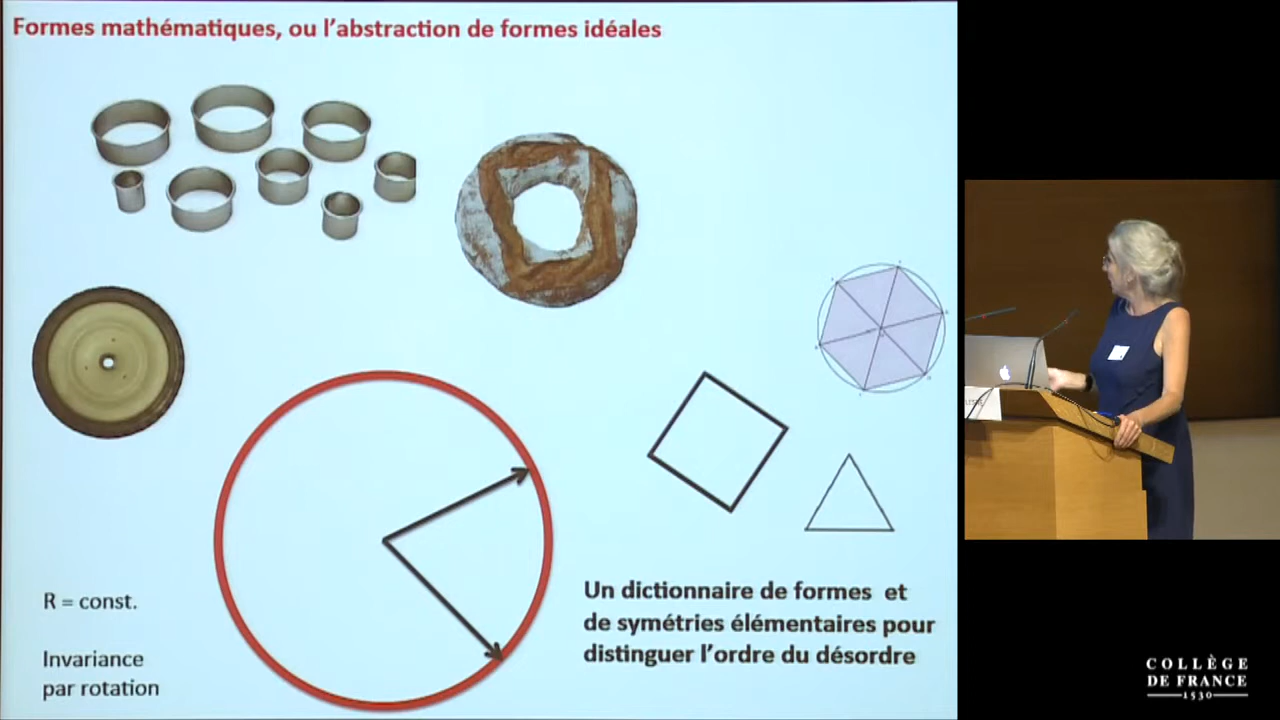 Formes mathématiques, ou l'abstraction de formes idéales
R = const.
Invariance
par rotation
Un dictionnaire de formes et
de symétries élémentaires pour
distinguer l'ordre du désordre
COLLÈGE
DE FRANCE
1530